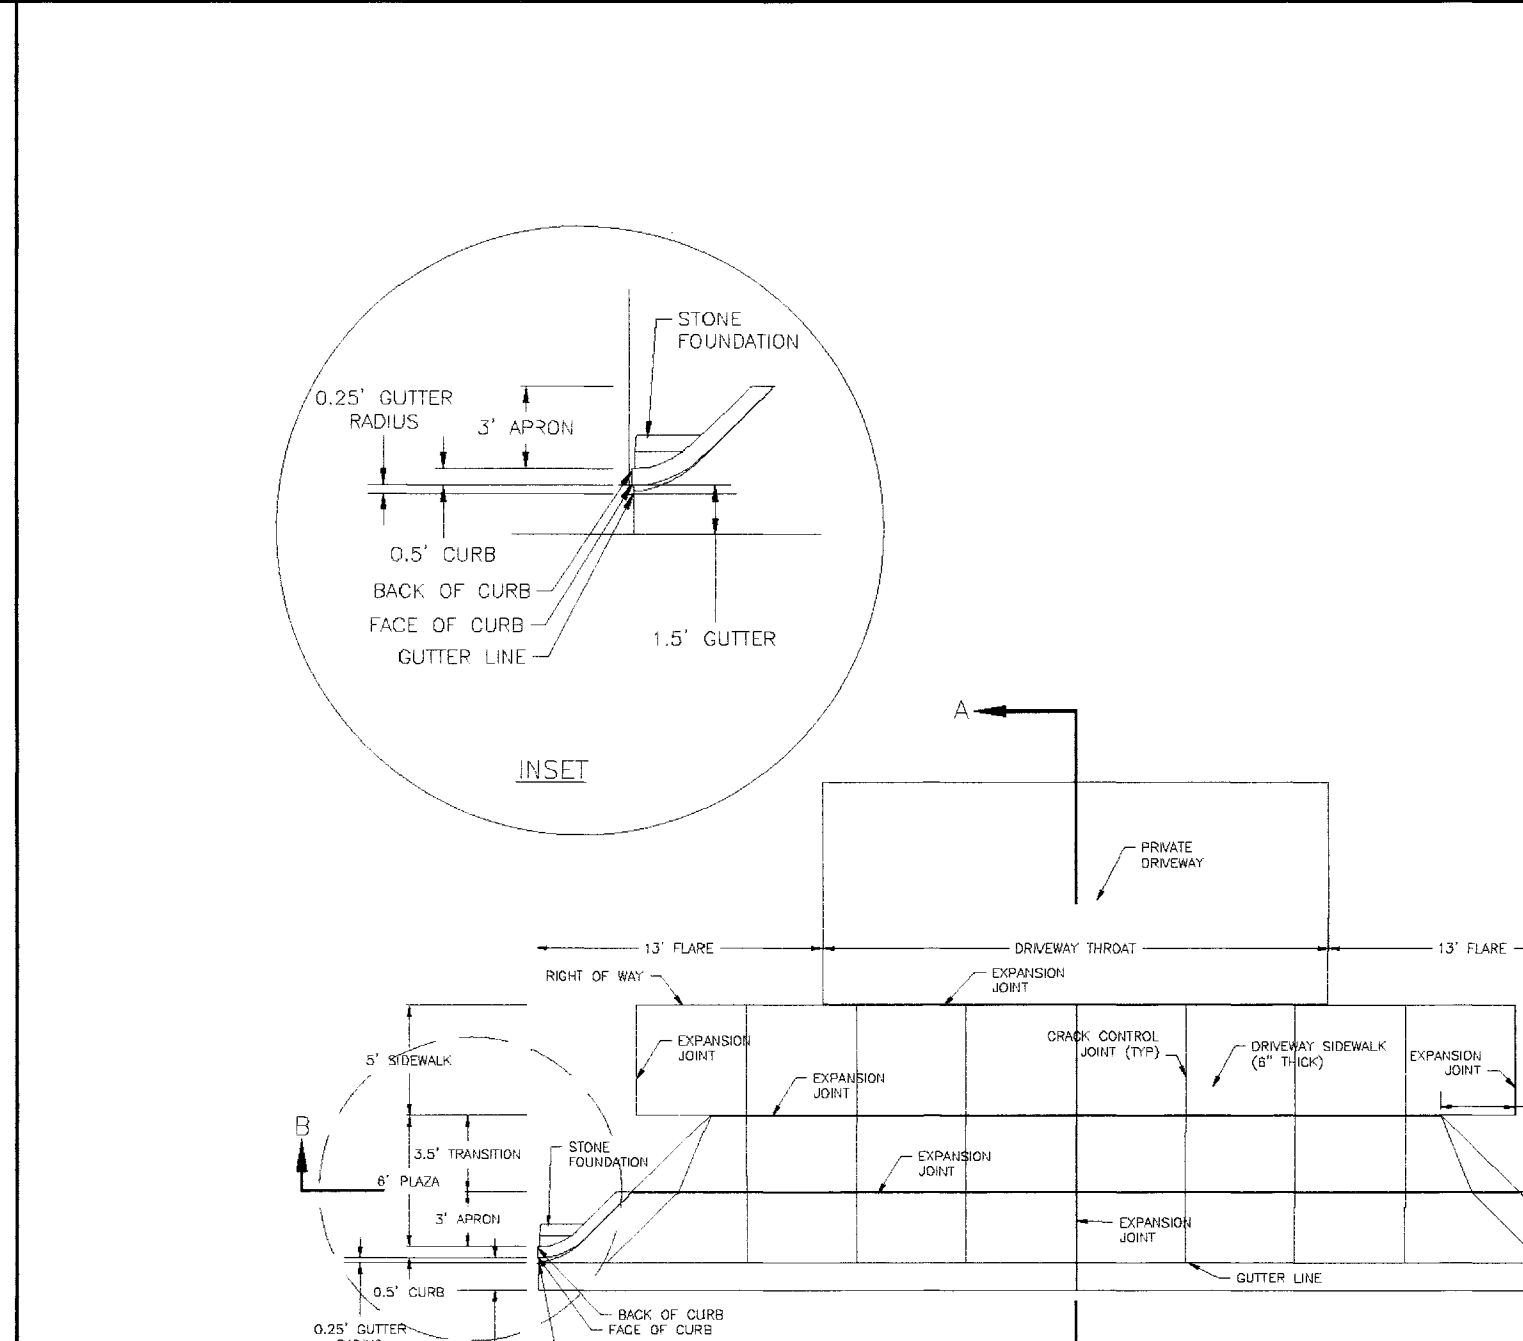 STONE
FOUNDATION
0.25' GUTTER
RADIUS
3' APRON
0.5' CURB
BACK OF CURB
FACE OF CURB
GUTTER LINE
1.5' GUTTER
INSET
A
PRIVATE
DRIVEWAY
13' FLARE
DRIVEWAY THROAT
13' FLARE
RIGHT OF WAY
EXPANSION
JOINT
5' SIDEWALK
EXPANSION
JOINT
CRACK CONTROL
JOINT (TYP)
DRIVEWAY SIDEWALK
(6" THICK)
EXPANSION
JOINT
EXPANSION
JOINT
B
3.5' TRANSITION
STONE
FOUNDATION
EXPANSION
JOINT
6' PLAZA
3' APRON
EXPANSION
JOINT
GUTTER LINE
0.5' CURB
BACK OF CURB
FACE OF CURB
0.25' GUTTER